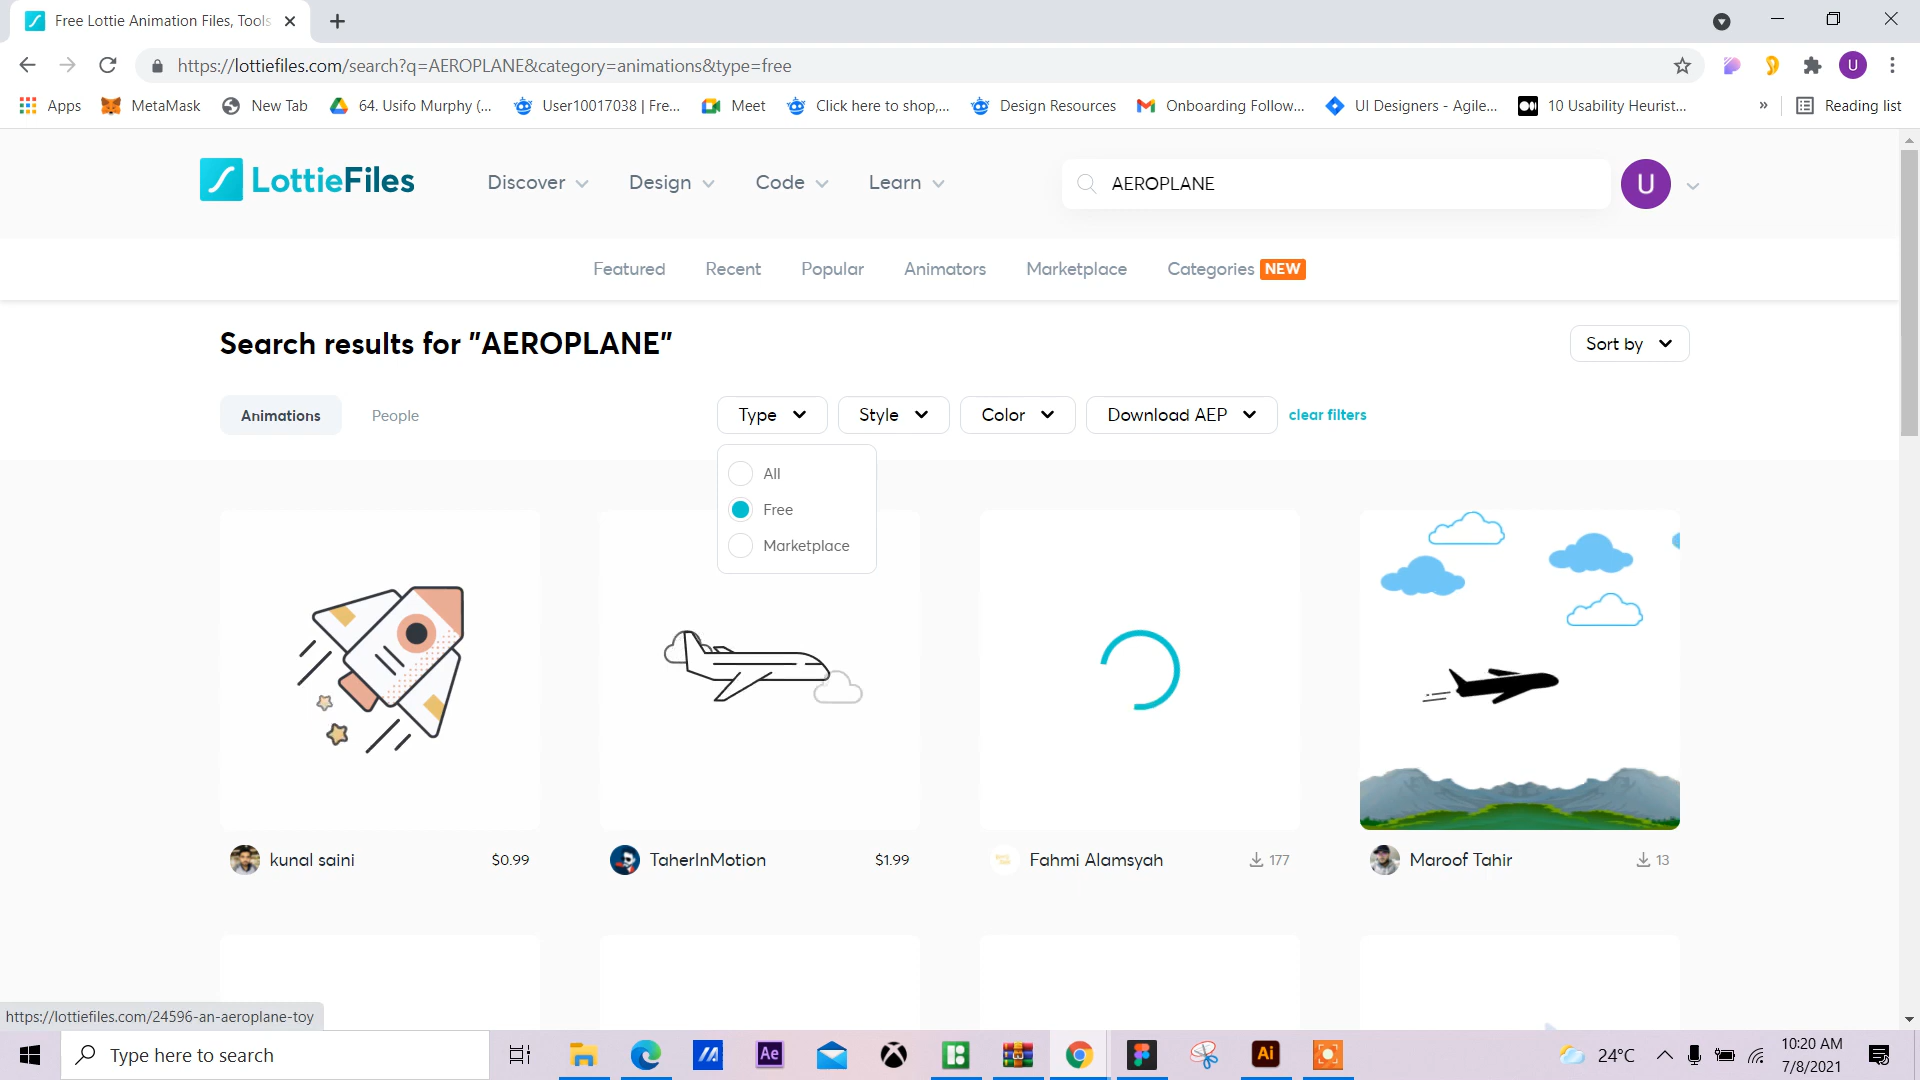 Free Lottie Animation Files, Tools
https://lottiefiles.com/search?q=AEROPLANE&category=animations&type=free
U
Apps
MetaMask
New Tab
64. Usifo Murphy (...
User10017038 | Fre...
Meet
Click here to shop,...
Design Resources
Onboarding Follow...
UI Designers - Agile...
10 Usability Heurist...
»
Reading list
LottieFiles
Discover
Design
Code
Learn
AEROPLANE
U
Featured
Recent
Popular
Animators
Marketplace
Categories NEW
Search results for "AEROPLANE"
Sort by
Animations
People
Type
Style
Color
Download AEP
clear filters
All
Free
Marketplace
kunal saini
$0.99
TaherInMotion
$1.99
Fahmi Alamsyah
177
Maroof Tahir
13
https://lottiefiles.com/24596-an-aeroplane-toy
Type here to search
Ae
Ai
24°C
10:20 AM
7/8/2021